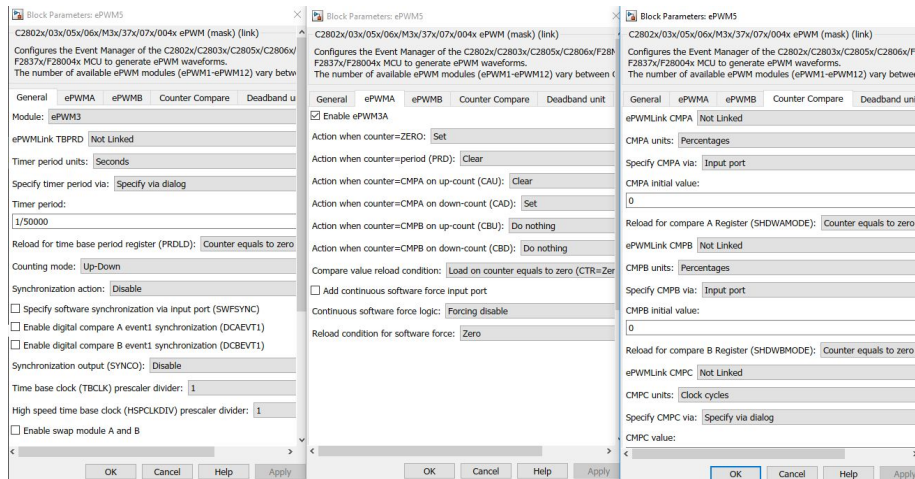 Block Parameters: ePWM5
C2802x/03x/05x/06x/M3x/37x/07x/004x ePWM (mask) (link)
Configures the Event Manager of the C2802x/C2803x/C2805x/C2806x/
F2837x/F28004x MCU to generate ePWM waveforms.
The number of available ePWM modules (ePWM1-ePWM12) vary betwe
General ePWMA ePWMB Counter Compare Deadband u
Module: ePWM3
ePWMLink TBPRD Not Linked
Timer period units: Seconds
Specify timer period via: Specify via dialog
Timer period:
1/50000
Reload for time base period register (PRDLD): Counter equals to zero
Counting mode: Up-Down
Synchronization action: Disable
Specify software synchronization via input port (SWFSYNC)
Enable digital compare A event1 synchronization (DCAEVT1)
Enable digital compare B event1 synchronization (DCBEVT1)
Synchronization output (SYNCO): Disable
Time base clock (TBCLK) prescaler divider: 1
High speed time base clock (HSPCLKDIV) prescaler divider: 1
Enable swap module A and B
OK Cancel Help Apply
Block Parameters: ePWM5
C2802x/03x/05x/06x/M3x/37x/07x/004x ePWM (mask) (link)
Configures the Event Manager of the C2802x/C2803x/C2805x/C2806x/F28M
F2837x/F28004x MCU to generate ePWM waveforms.
The number of available ePWM modules (ePWM1-ePWM12) vary between C
General ePWMA ePWMB Counter Compare Deadband unit
Enable ePWM3A
Action when counter=ZERO: Set
Action when counter=period (PRD): Clear
Action when counter=CMPA on up-count (CAU): Clear
Action when counter=CMPA on down-count (CAD): Set
Action when counter=CMPB on up-count (CBU): Do nothing
Action when counter=CMPB on down-count (CBD): Do nothing
Compare value reload condition: Load on counter equals to zero (CTR=Zer
Add continuous software force input port
Continuous software force logic: Forcing disable
Reload condition for software force: Zero
OK Cancel Help Apply
Block Parameters: ePWM5
C2802x/03x/05x/06x/M3x/37x/07x/004x ePWM (mask) (link)
Configures the Event Manager of the C2802x/C2803x/C2805x/C2806x/F
F2837x/F28004x MCU to generate ePWM waveforms.
The number of available ePWM modules (ePWM1-ePWM12) vary betwee
General ePWMA ePWMB Counter Compare Deadband uni
ePWMLink CMPA Not Linked
CMPA units: Percentages
Specify CMPA via: Input port
CMPA initial value:
0
Reload for compare A Register (SHDWAMODE): Counter equals to zero
ePWMLink CMPB Not Linked
CMPB units: Percentages
Specify CMPB via: Input port
CMPB initial value:
0
Reload for compare B Register (SHDWBMODE): Counter equals to zero
ePWMLink CMPC Not Linked
CMPC units: Clock cycles
Specify CMPC via: Specify via dialog
CMPC value:
OK Cancel Help Apply